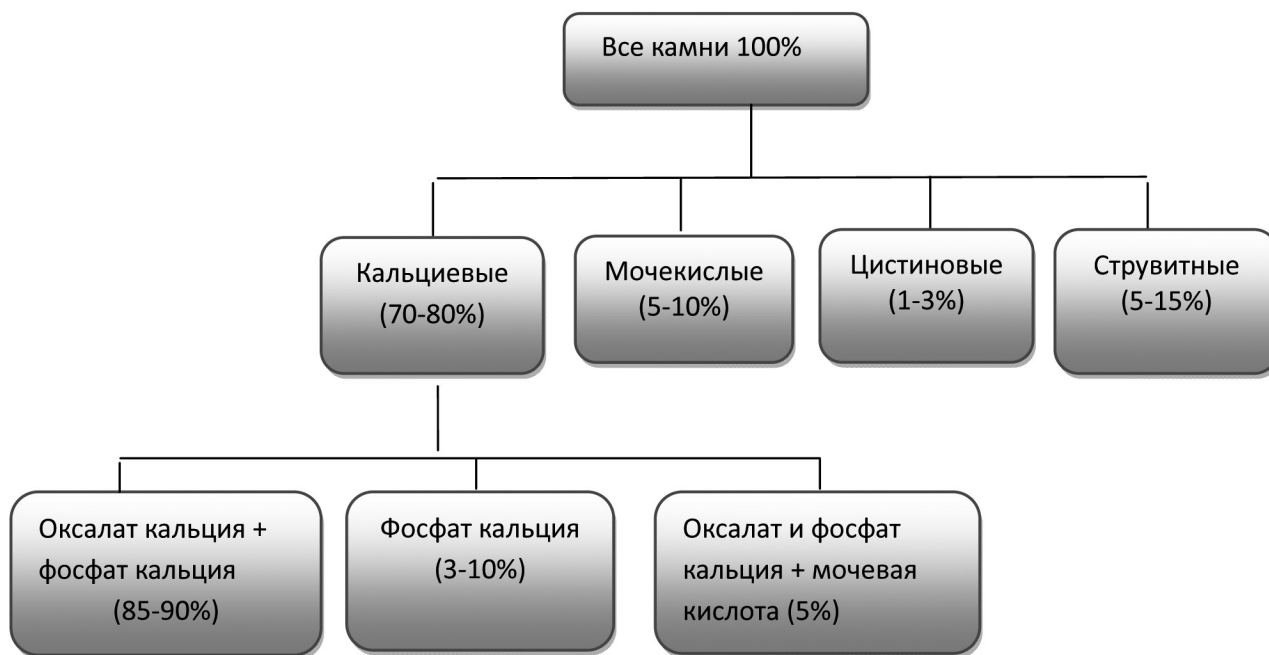 Все камни 100%
Кальциевые
(70-80%)
Мочекислые
(5-10%)
Цистиновые
(1-3%)
Струвитные
(5-15%)
Оксалат кальция +
фосфат кальция
(85-90%)
Фосфат кальция
(3-10%)
Оксалат и фосфат
кальция + мочевая
кислота (5%)